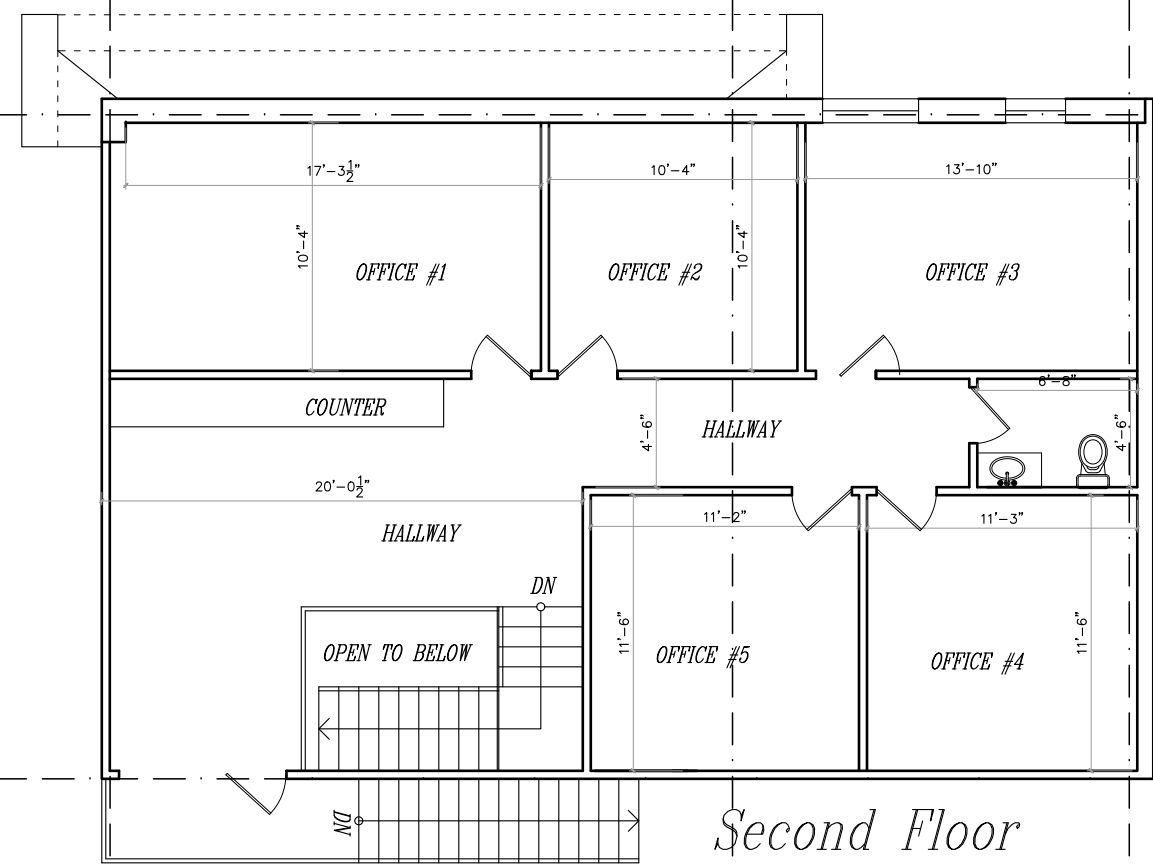 17'-3½"
10'-4"
13'-10"
10'-4"
10'-4"
OFFICE #1
OFFICE #2
OFFICE #3
6'-8"
COUNTER
HALLWAY
4'-6"
4'-6"
20'-0½"
11'-2"
11'-3"
HALLWAY
DN
11'-6"
11'-6"
OPEN TO BELOW
OFFICE #5
OFFICE #4
DN
Second Floor